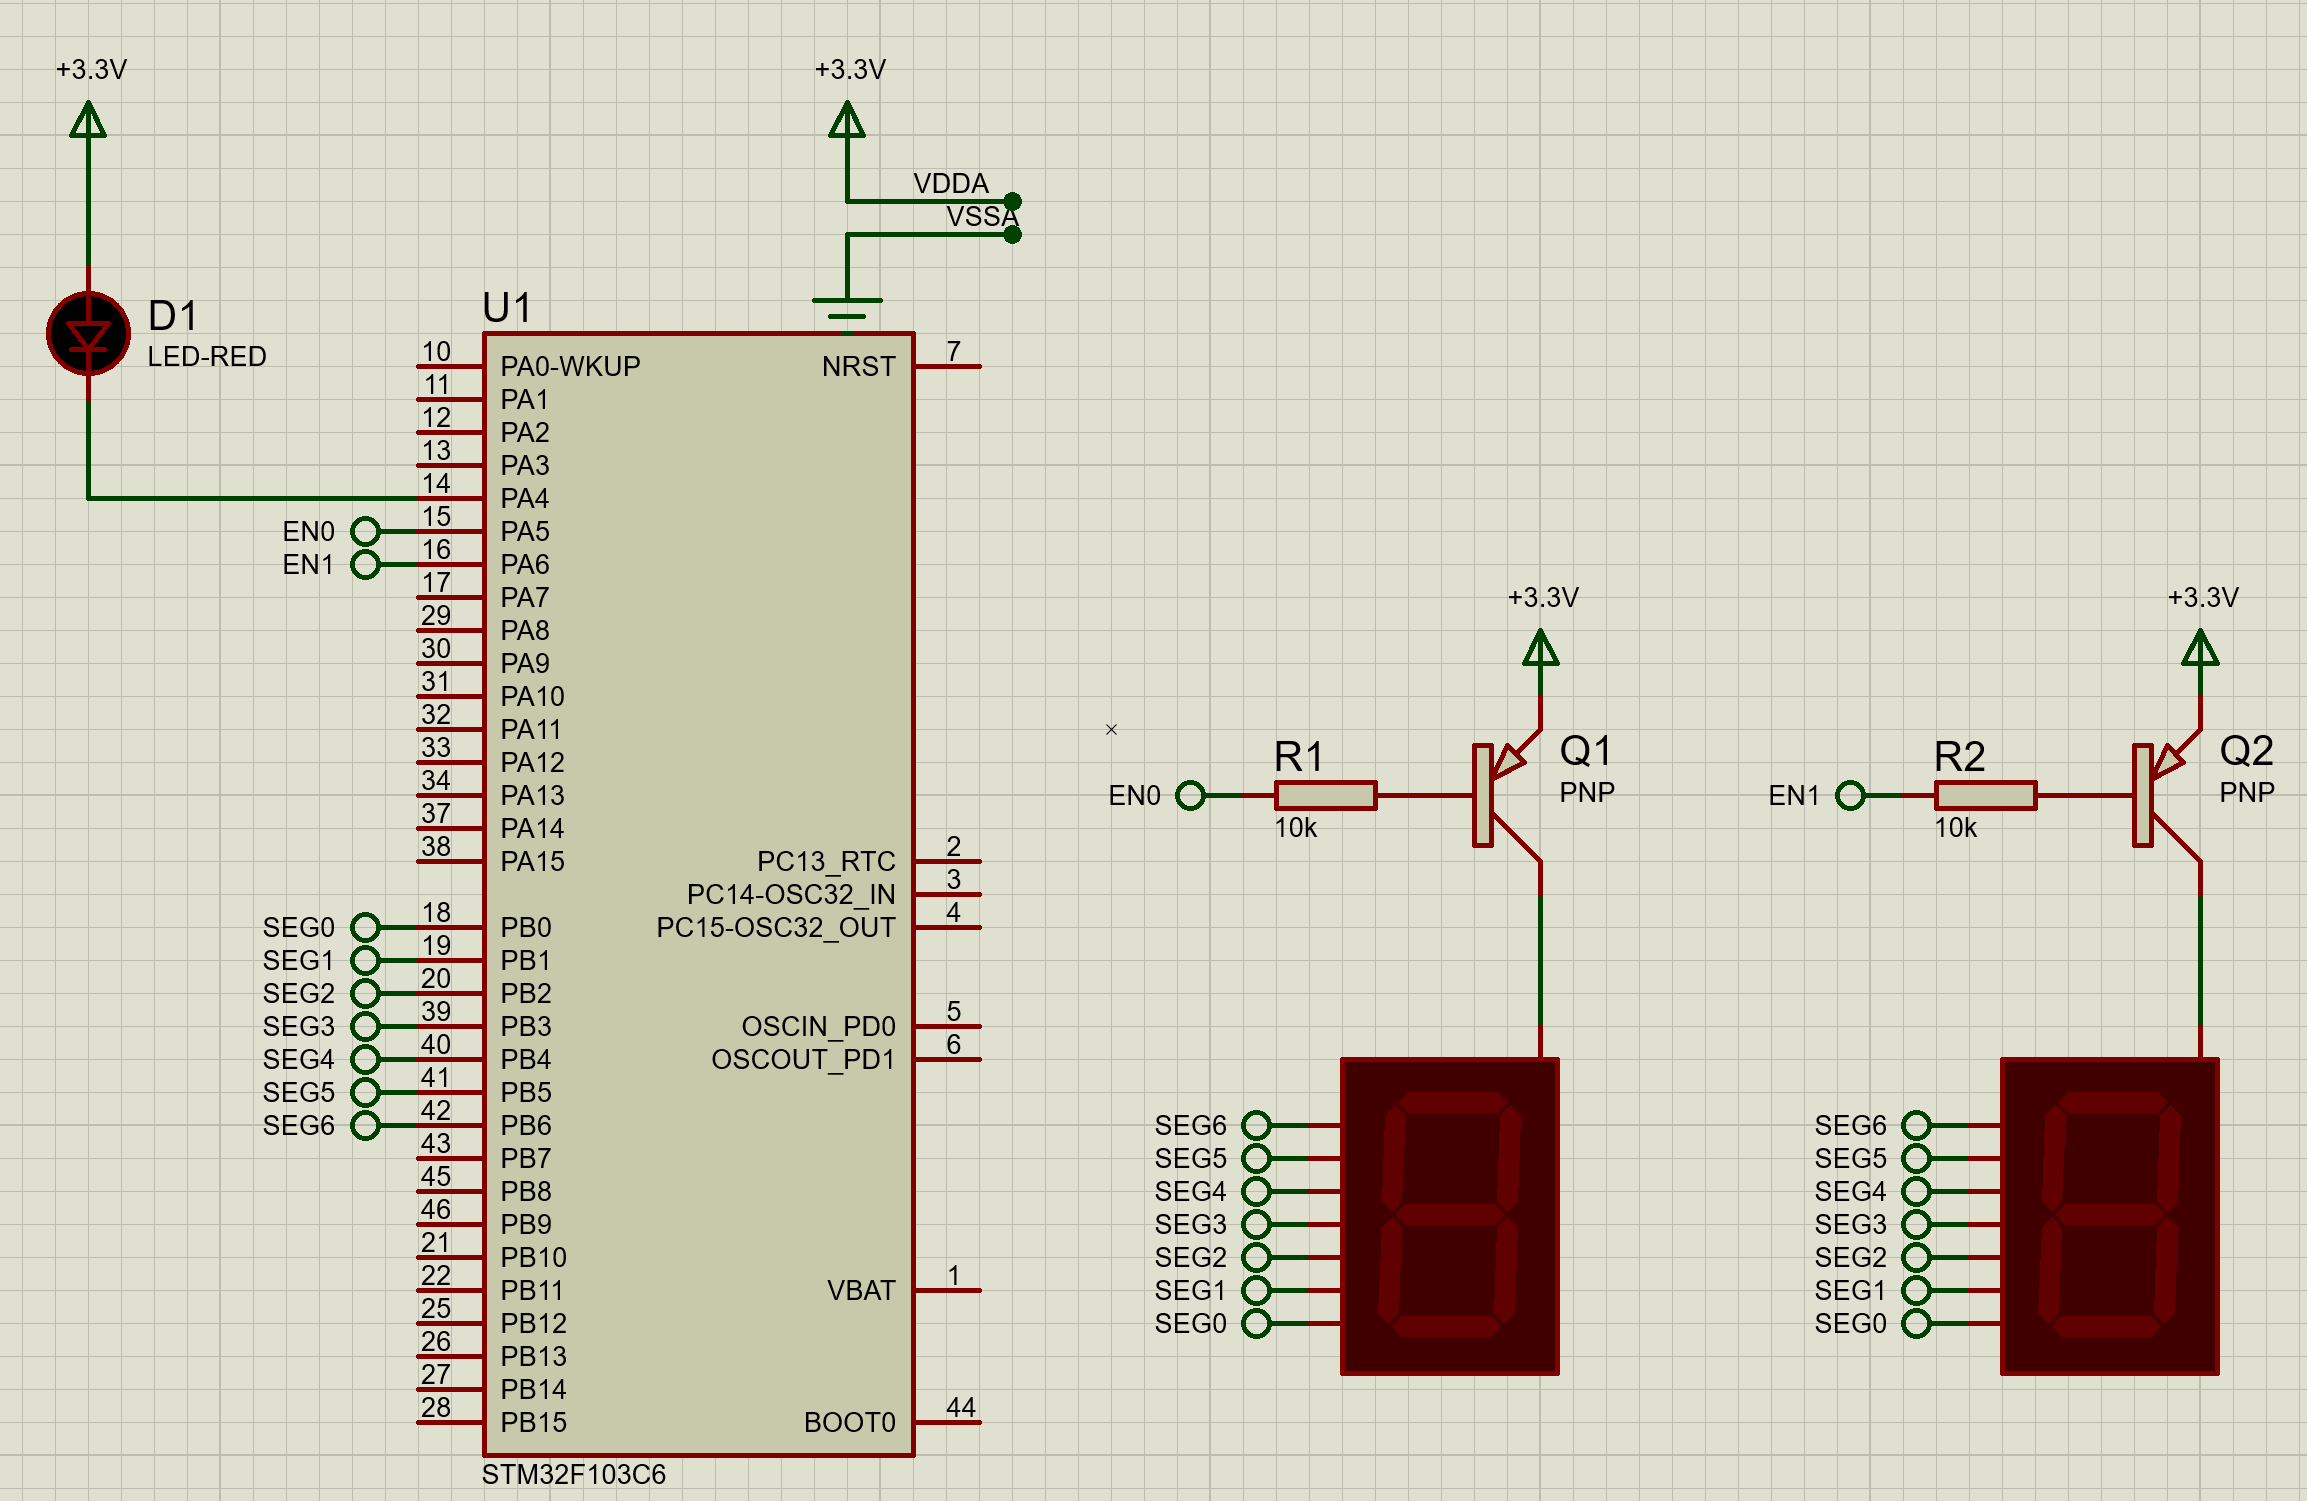 +3.3V
+3.3V
VDDA
VSSA
D1
LED-RED
U1
10 PA0-WKUP NRST 7
11 PA1
12 PA2
13 PA3
14 PA4
EN0 15 PA5
EN1 16 PA6
17 PA7
29 PA8
30 PA9
31 PA10
32 PA11
33 PA12
34 PA13
37 PA14
38 PA15 PC13_RTC 2
PC14-OSC32_IN 3
SEG0 18 PB0 PC15-OSC32_OUT 4
SEG1 19 PB1
SEG2 20 PB2
SEG3 39 PB3 OSCIN_PD0 5
SEG4 40 PB4 OSCOUT_PD1 6
SEG5 41 PB5
SEG6 42 PB6
43 PB7
45 PB8
46 PB9
21 PB10
22 PB11 VBAT 1
25 PB12
26 PB13
27 PB14
28 PB15 BOOT0 44
STM32F103C6
+3.3V
R1
10k
EN0
Q1
PNP
SEG6
SEG5
SEG4
SEG3
SEG2
SEG1
SEG0
+3.3V
R2
10k
EN1
Q2
PNP
SEG6
SEG5
SEG4
SEG3
SEG2
SEG1
SEG0